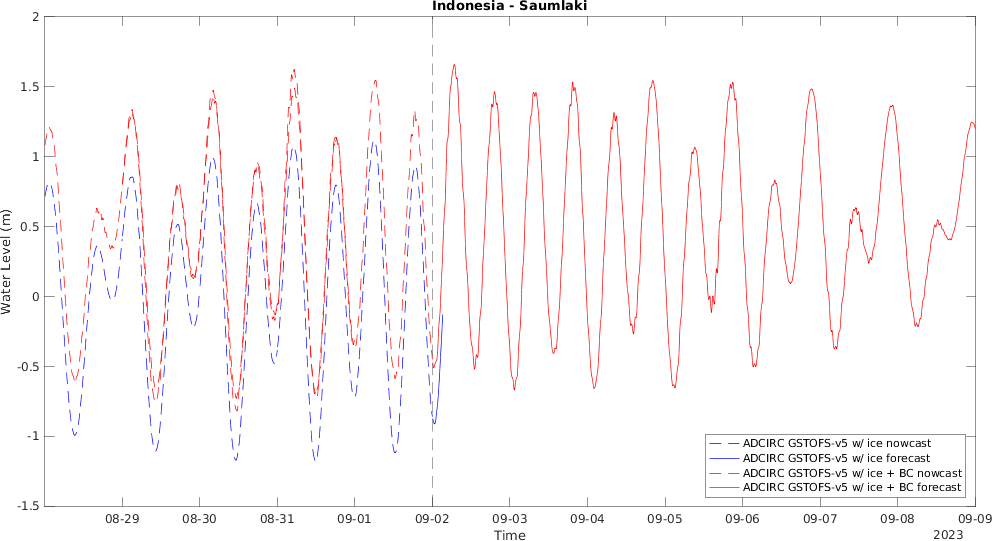 Indonesia - Saumlaki
2
1.5
1
0.5
0
-0.5
-1
-1.5
Water Level (m)
ADCIRC GSTOFS-v5 w/ ice nowcast
ADCIRC GSTOFS-v5 w/ ice forecast
ADCIRC GSTOFS-v5 w/ ice + BC nowcast
ADCIRC GSTOFS-v5 w/ ice + BC forecast
08-29 08-30 08-31 09-01 09-02 09-03 09-04 09-05 09-06 09-07 09-08 09-09
Time
2023